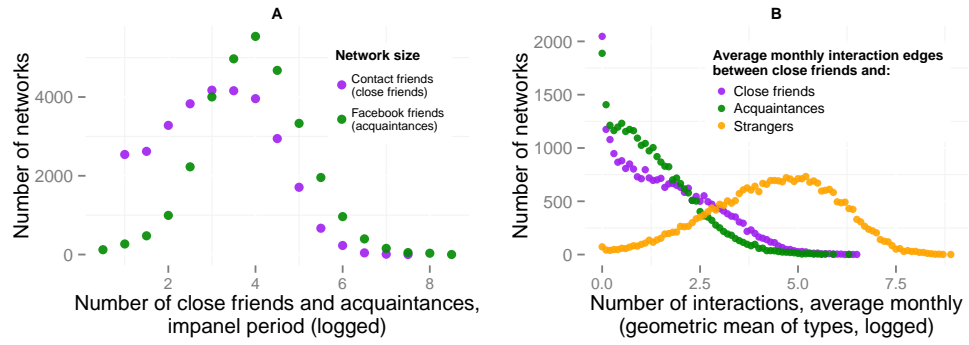 A
Number of networks
4000
2000
0
2
4
6
8
Number of close friends and acquaintances,
impanel period (logged)
Network size
Contact friends
(close friends)
Facebook friends
(acquaintances)
B
Number of networks
2000
1500
1000
500
0
0.0
2.5
5.0
7.5
Number of interactions, average monthly
(geometric mean of types, logged)
Average monthly interaction edges
between close friends and:
Close friends
Acquaintances
Strangers